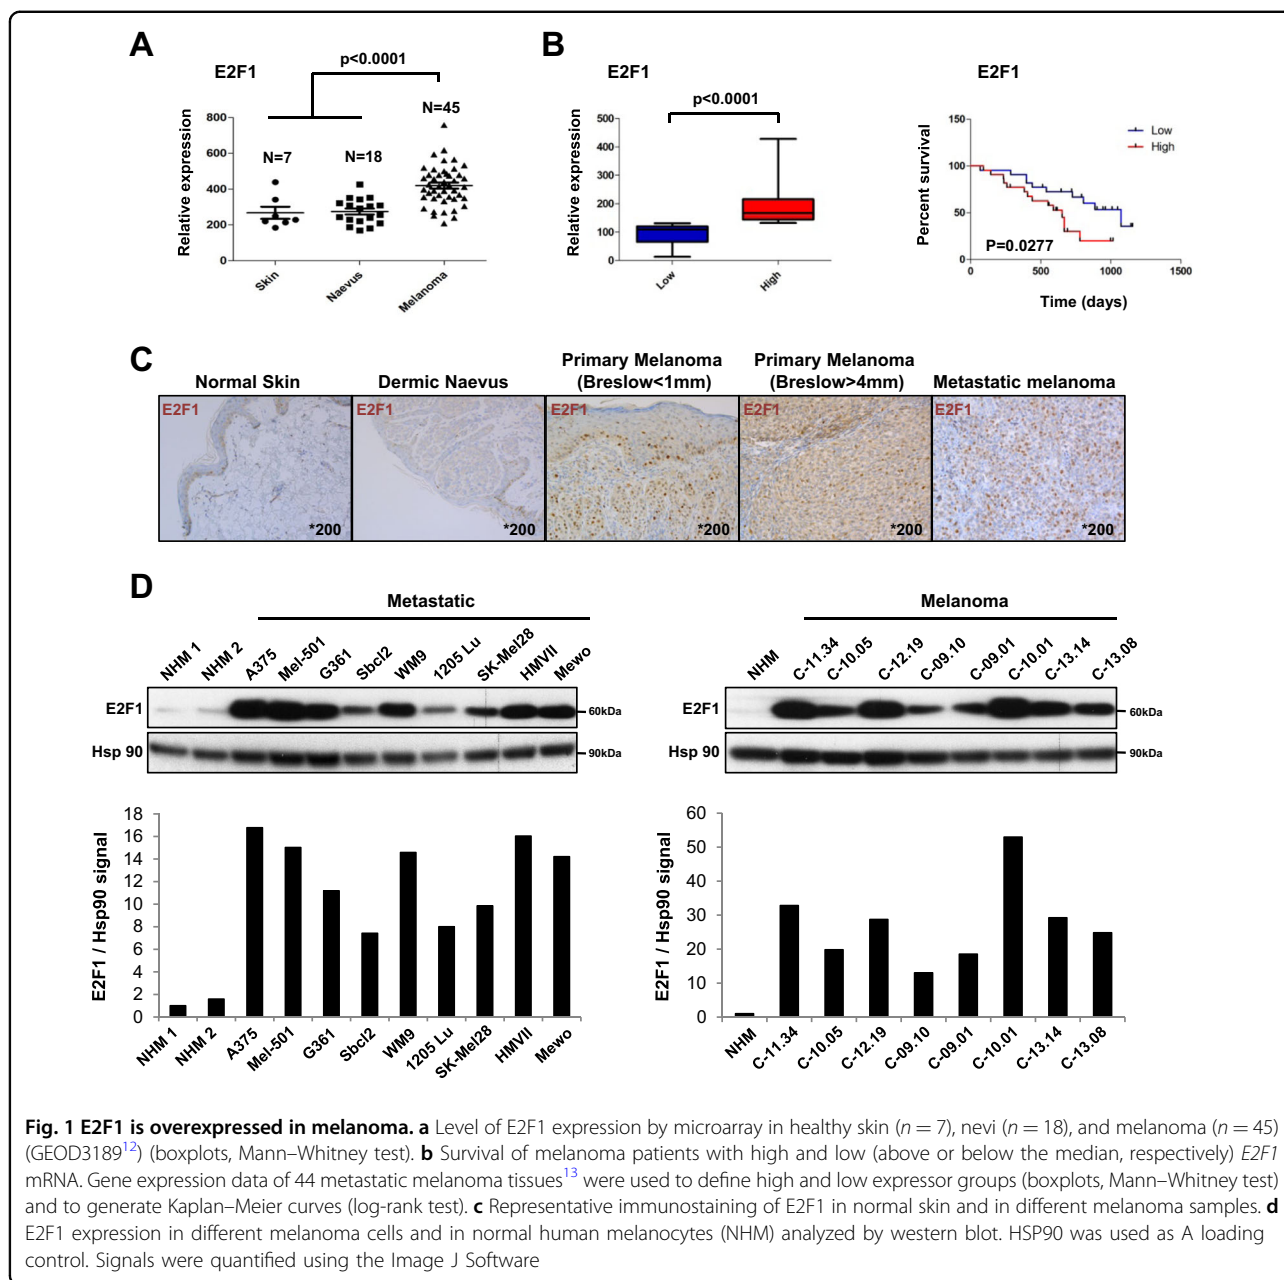 A
E2F1
p<0.0001
Relative expression
800
600
400
200
0
N=7
N=18
N=45
Skin
Naevus
Melanoma
B
E2F1
p<0.0001
Relative expression
500
400
300
200
100
0
Low
High
E2F1
Percent survival
150
100
50
0
Low
High
P=0.0277
0
500
1000
1500
Time (days)
C
Normal Skin
Dermic Naevus
Primary Melanoma
(Breslow<1mm)
Primary Melanoma
(Breslow>4mm)
Metastatic melanoma
E2F1
*200
E2F1
*200
E2F1
*200
E2F1
*200
E2F1
*200
D
Metastatic
NHM 1
NHM 2
A375
Mel-501
G361
Sbcl2
WM9
1205 Lu
SK-Mel28
HMVII
Mewo
E2F1
60kDa
Hsp 90
90kDa
E2F1 / Hsp90 signal
18
16
14
12
10
8
6
4
2
0
NHM 1
NHM 2
A375
Mel-501
G361
Sbcl2
WM9
1205 Lu
SK-Mel28
HMVII
Mewo
Melanoma
NHM
C-11.34
C-10.05
C-12.19
C-09.10
C-09.01
C-10.01
C-13.14
C-13.08
E2F1
60kDa
Hsp 90
90kDa
E2F1 / Hsp90 signal
60
50
40
30
20
10
0
NHM
C-11.34
C-10.05
C-12.19
C-09.10
C-09.01
C-10.01
C-13.14
C-13.08
Fig. 1 E2F1 is overexpressed in melanoma. a Level of E2F1 expression by microarray in healthy skin (n = 7), nevi (n = 18), and melanoma (n = 45)
(GEOD3189¹²) (boxplots, Mann–Whitney test). b Survival of melanoma patients with high and low (above or below the median, respectively) E2F1
mRNA. Gene expression data of 44 metastatic melanoma tissues¹³ were used to define high and low expressor groups (boxplots, Mann–Whitney test)
and to generate Kaplan–Meier curves (log-rank test). c Representative immunostaining of E2F1 in normal skin and in different melanoma samples. d
E2F1 expression in different melanoma cells and in normal human melanocytes (NHM) analyzed by western blot. HSP90 was used as A loading
control. Signals were quantified using the Image J Software